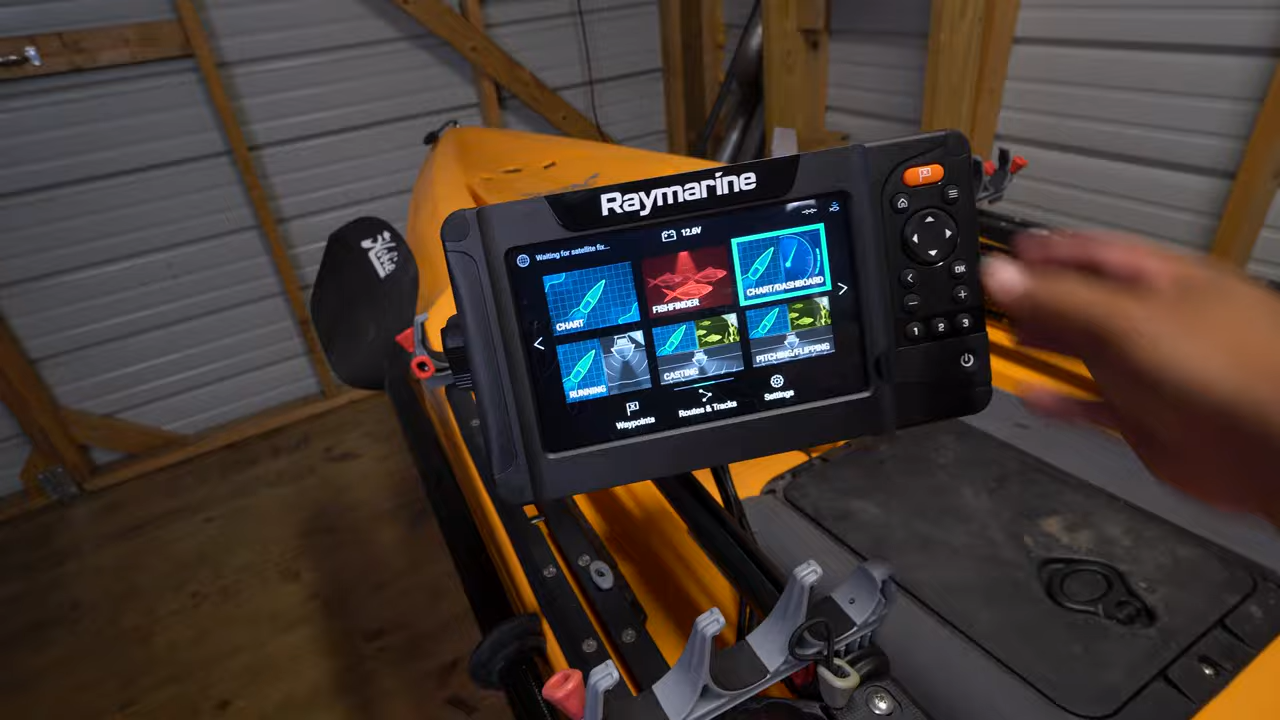 Raymarine
Waiting for satellite fix...
12.6V
CHART
FISHFINDER
CHART/DASHBOARD
RUNNING
CASTING
PITCHING/FLIPPING
Waypoints
Routes & Tracks
Settings
OK
1 2 3
Hobie